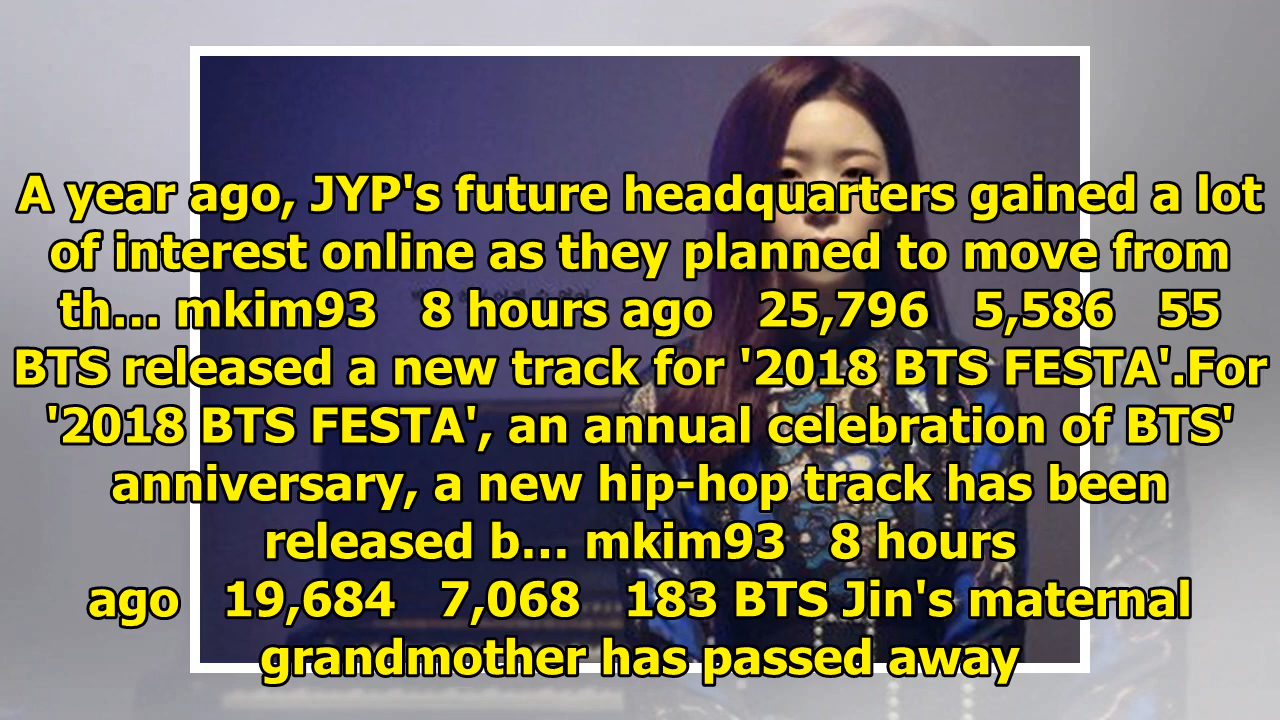 A year ago, JYP's future headquarters gained a lot
of interest online as they planned to move from
th... mkim93 8 hours ago 25,796 5,586 55
BTS released a new track for '2018 BTS FESTA'.For
'2018 BTS FESTA', an annual celebration of BTS'
anniversary, a new hip-hop track has been
released b... mkim93 8 hours
ago 19,684 7,068 183 BTS Jin's maternal
grandmother has passed away